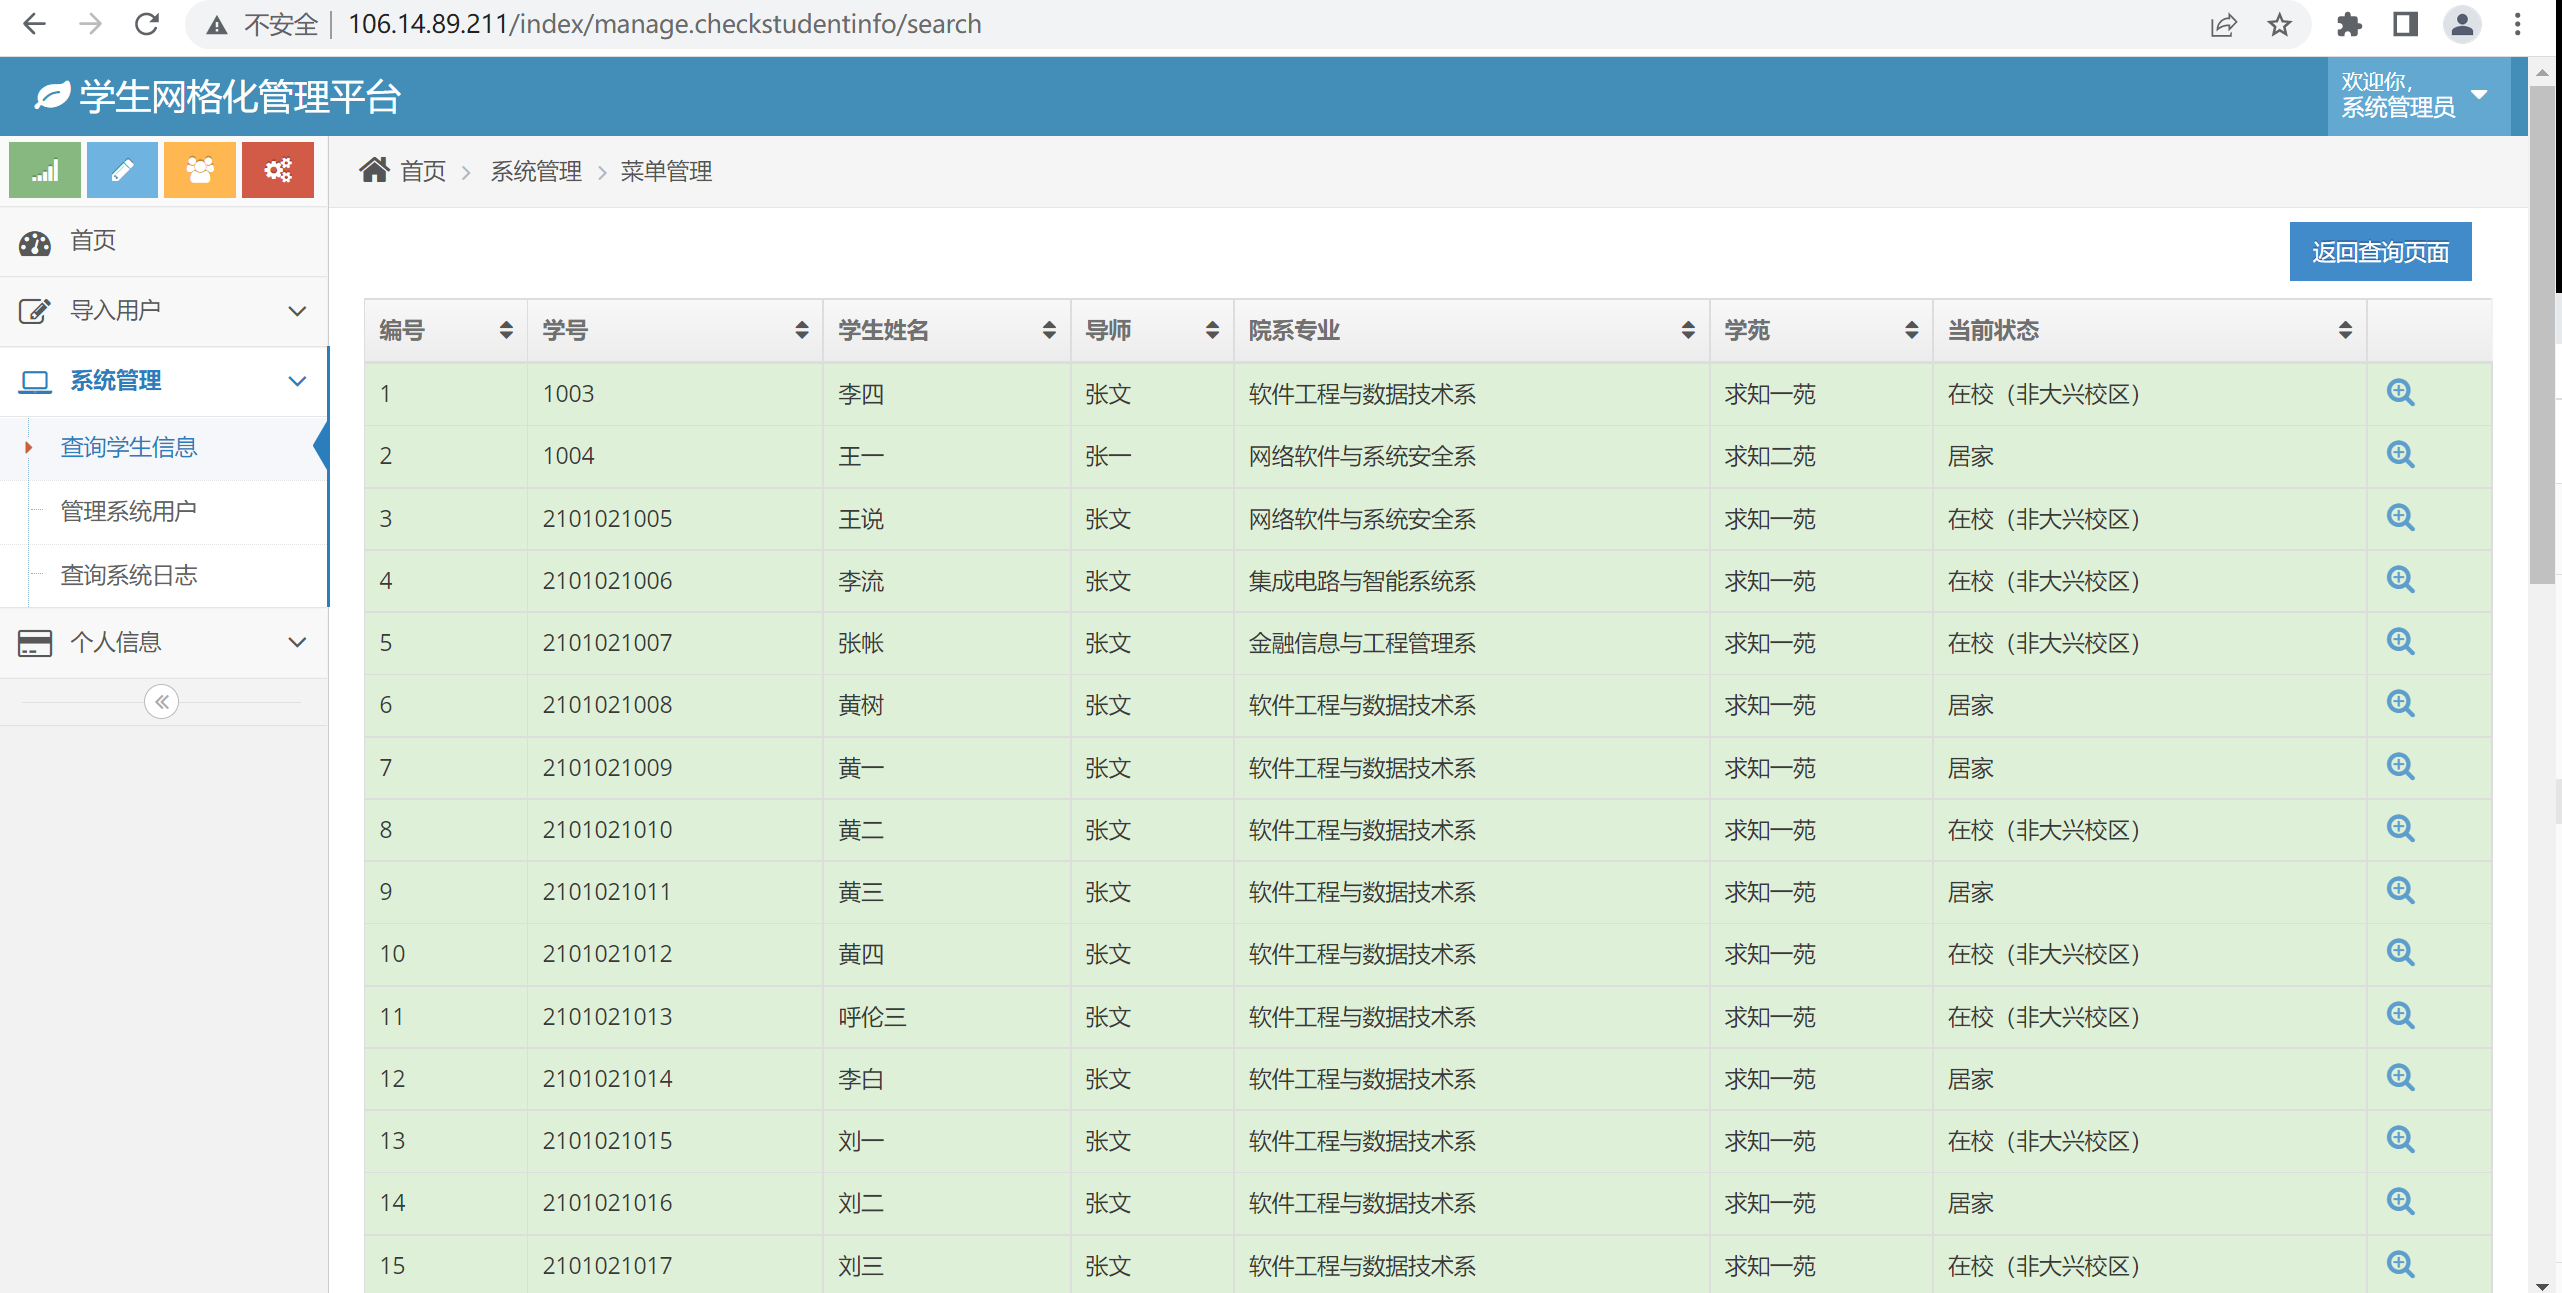 不安全 106.14.89.211/index/manage.checkstudentinfo/search
学生网格化管理平台
欢迎你,
系统管理员
首页 系统管理 菜单管理
首页
导入用户
系统管理
查询学生信息
管理系统用户
查询系统日志
个人信息
返回查询页面
编号 学号 学生姓名 导师 院系专业 学苑 当前状态
1 1003 李四 张文 软件工程与数据技术系 求知一苑 在校（非大兴校区）
2 1004 王一 张一 网络软件与系统安全系 求知二苑 居家
3 2101021005 王说 张文 网络软件与系统安全系 求知一苑 在校（非大兴校区）
4 2101021006 李流 张文 集成电路与智能系统系 求知一苑 在校（非大兴校区）
5 2101021007 张帐 张文 金融信息与工程管理系 求知一苑 在校（非大兴校区）
6 2101021008 黄树 张文 软件工程与数据技术系 求知一苑 居家
7 2101021009 黄一 张文 软件工程与数据技术系 求知一苑 居家
8 2101021010 黄二 张文 软件工程与数据技术系 求知一苑 在校（非大兴校区）
9 2101021011 黄三 张文 软件工程与数据技术系 求知一苑 居家
10 2101021012 黄四 张文 软件工程与数据技术系 求知一苑 在校（非大兴校区）
11 2101021013 呼伦三 张文 软件工程与数据技术系 求知一苑 在校（非大兴校区）
12 2101021014 李白 张文 软件工程与数据技术系 求知一苑 居家
13 2101021015 刘一 张文 软件工程与数据技术系 求知一苑 在校（非大兴校区）
14 2101021016 刘二 张文 软件工程与数据技术系 求知一苑 居家
15 2101021017 刘三 张文 软件工程与数据技术系 求知一苑 在校（非大兴校区）